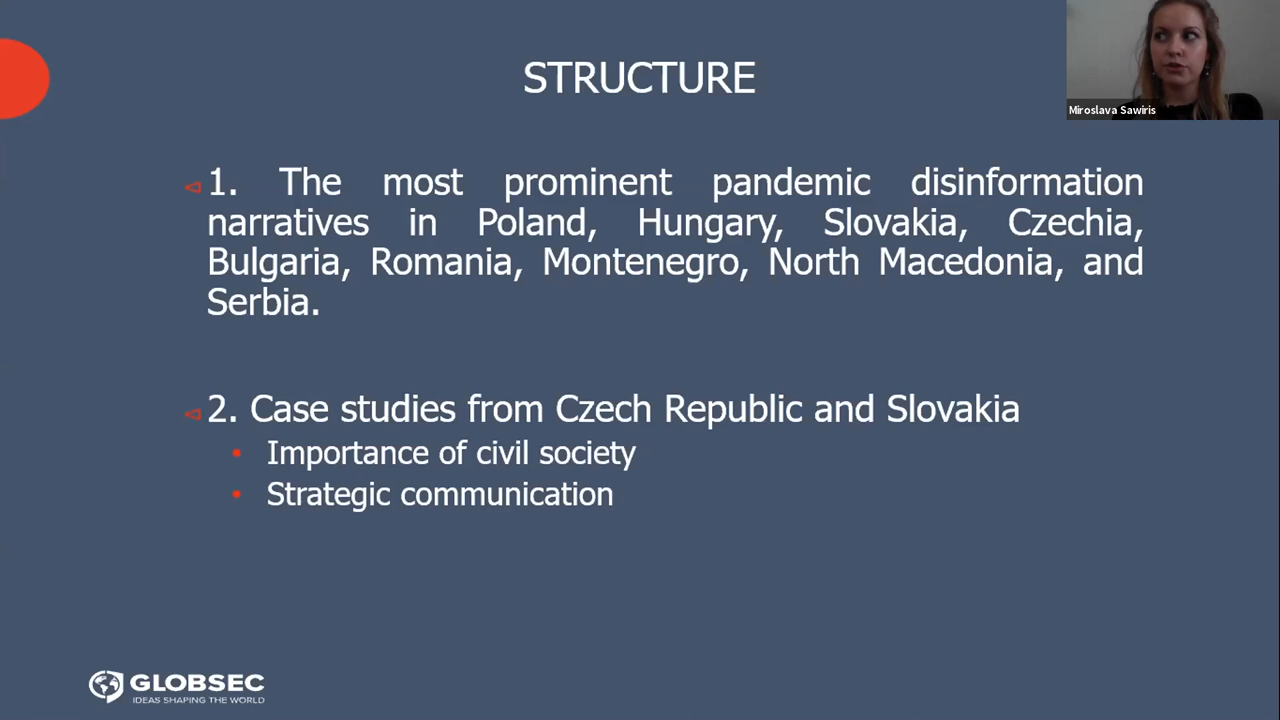 STRUCTURE
Miroslava Sawiris
1. The most prominent pandemic disinformation
narratives in Poland, Hungary, Slovakia, Czechia,
Bulgaria, Romania, Montenegro, North Macedonia, and
Serbia.
2. Case studies from Czech Republic and Slovakia
• Importance of civil society
• Strategic communication
GLOBSEC
IDEAS SHAPING THE WORLD